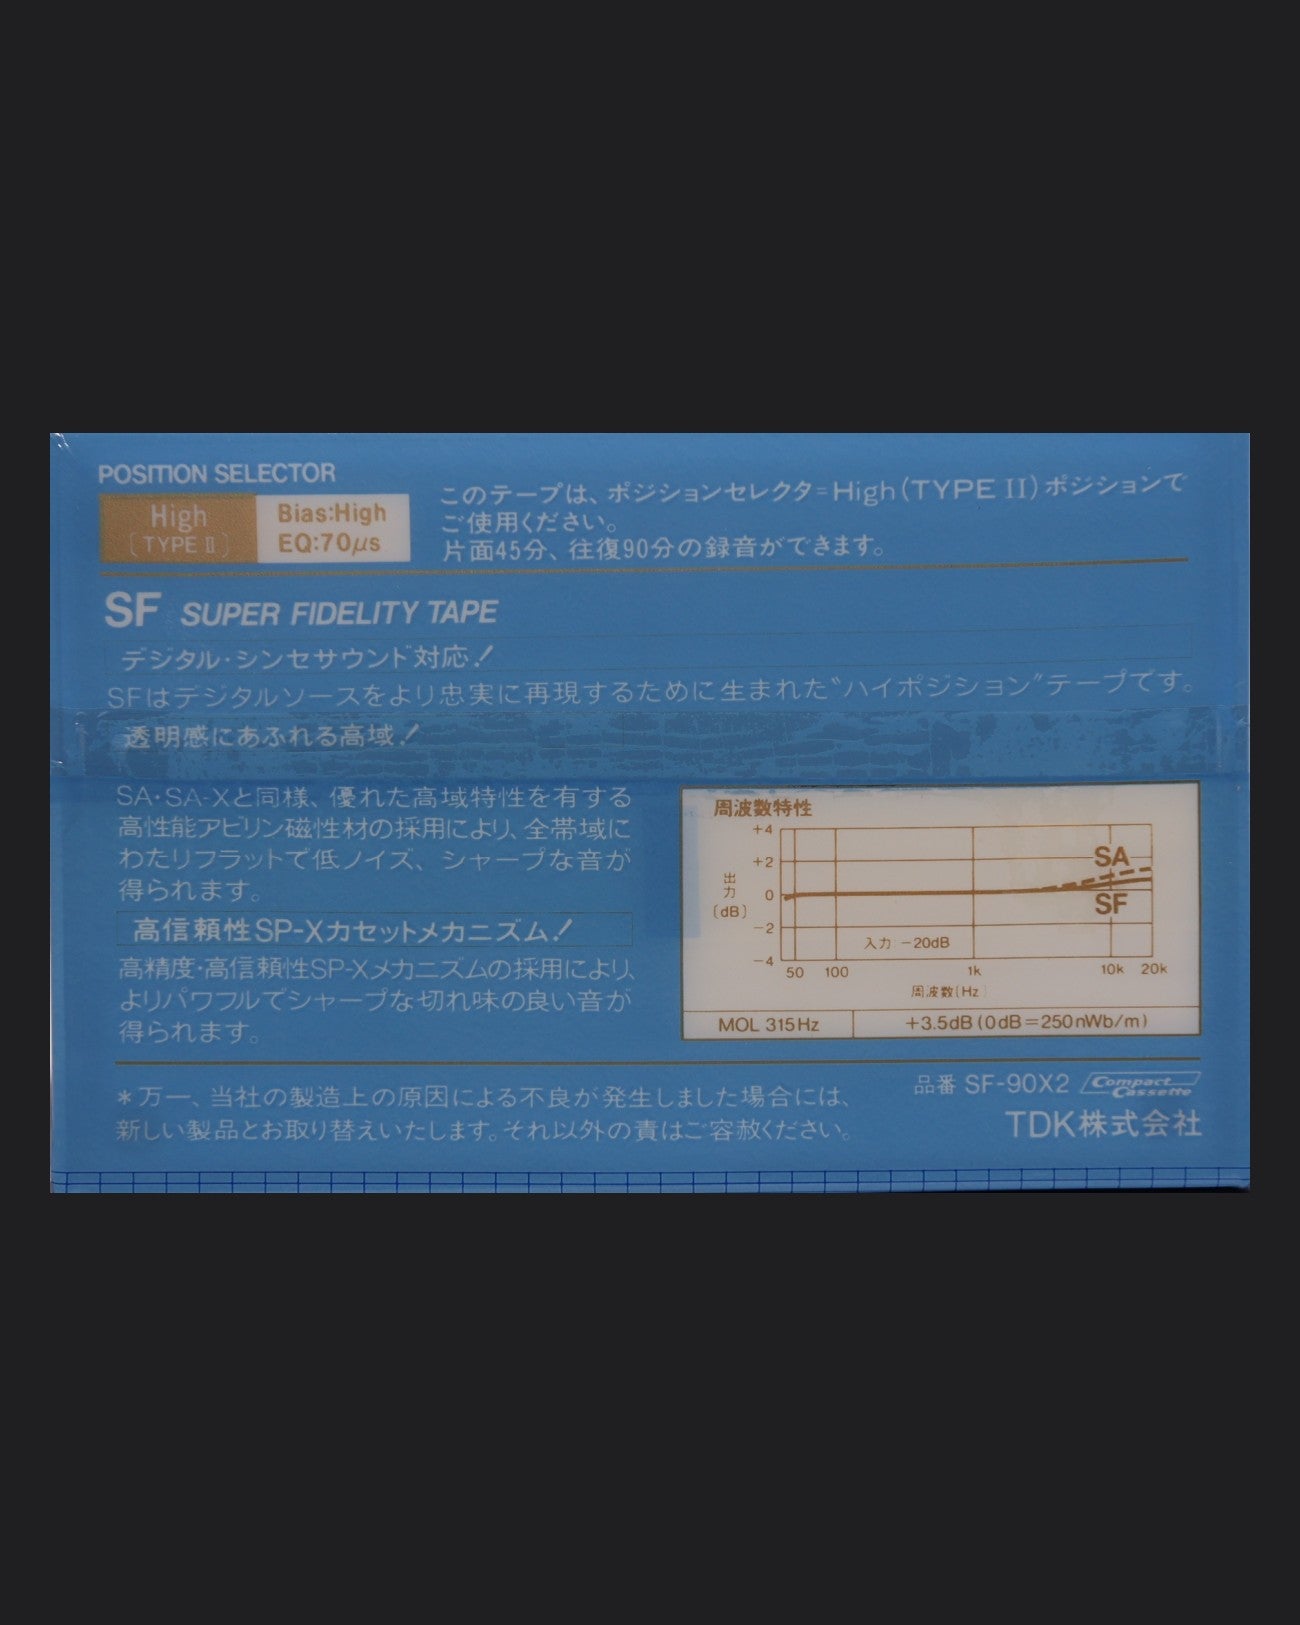 POSITION SELECTOR
High
〔TYPE II〕
Bias:High
EQ:70μs
このテープは、ポジションセレクタ=High(TYPE II)ポジションで
ご使用ください。
片面45分、往復90分の録音ができます。
SF SUPER FIDELITY TAPE
デジタル・シンセサウンド対応!
SFはデジタルソースをより忠実に再現するために生まれた“ハイポジション”テープです。
透明感にあふれる高域!
SA・SA-Xと同様、優れた高域特性を有する
高性能アビリン磁性材の採用により、全帯域に
わたりフラットで低ノイズ、シャープな音が
得られます。
高信頼性SP-Xカセットメカニズム!
高精度・高信頼性SP-Xメカニズムの採用により、
よりパワフルでシャープな切れ味の良い音が
得られます。
周波数特性
出力
〔dB〕
+4
+2
0
−2
−4
SA
SF
入力 −20dB
50 100 1k 10k 20k
周波数〔Hz〕
MOL 315Hz
+3.5dB(0dB=250nWb/m)
*万一、当社の製造上の原因による不良が発生しました場合には、
新しい製品とお取り替えいたします。それ以外の責はご容赦ください。
品番 SF-90X2 Compact Cassette
TDK株式会社